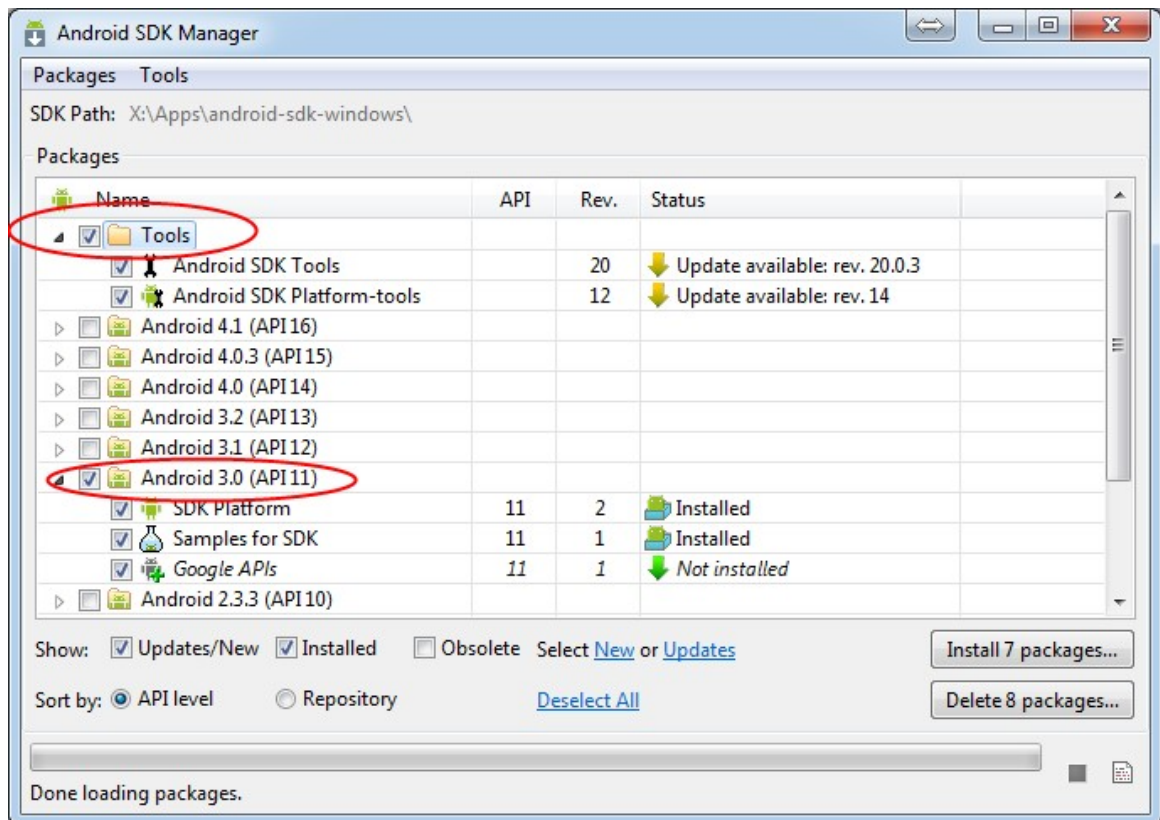 Android SDK Manager
Packages Tools
SDK Path: X:\Apps\android-sdk-windows\
Packages
Name API Rev. Status
Tools
Android SDK Tools 20 Update available: rev. 20.0.3
Android SDK Platform-tools 12 Update available: rev. 14
Android 4.1 (API 16)
Android 4.0.3 (API 15)
Android 4.0 (API 14)
Android 3.2 (API 13)
Android 3.1 (API 12)
Android 3.0 (API 11)
SDK Platform 11 2 Installed
Samples for SDK 11 1 Installed
Google APIs 11 1 Not installed
Android 2.3.3 (API 10)
Show: Updates/New Installed Obsolete Select New or Updates Install 7 packages...
Sort by: API level Repository Deselect All Delete 8 packages...
Done loading packages.